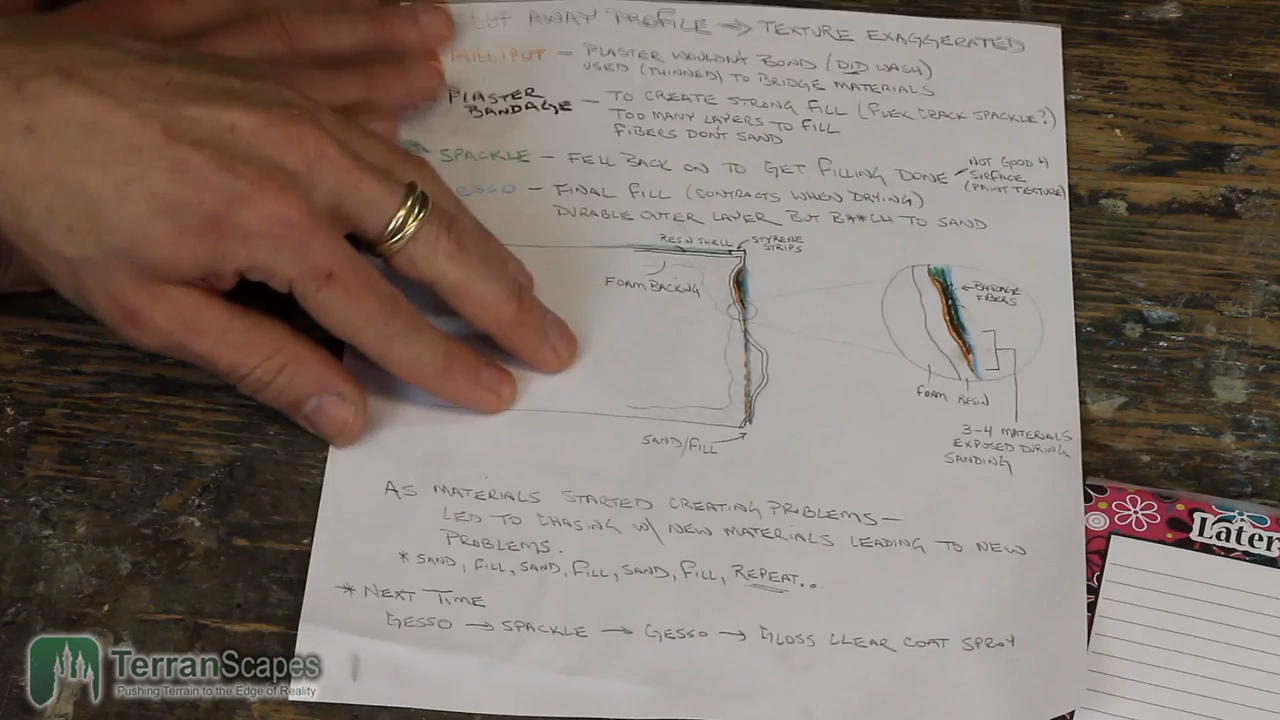 CUT AWAY PROFILE → TEXTURE EXAGGERATED
MILLIPUT – PLASTER WOULDN'T BOND (DID WASH)
USED (THINNED) TO BRIDGE MATERIALS
PLASTER BANDAGE – TO CREATE STRONG FILL (FLEX CRACK SPACKLE?)
TOO MANY LAYERS TO FILL
FIBERS DON'T SAND
SPACKLE – FELL BACK ON TO GET FILLING DONE
NOT GOOD 4
SURFACE
(PAINT TEXTURE)
GESSO – FINAL FILL (CONTRACTS WHEN DRYING)
DURABLE OUTER LAYER BUT B#*CH TO SAND
RESIN SHELL
STYRENE
STRIPS
FOAM BACKING
BANDAGE
FIBERS
FOAM RESIN
SAND/FILL
3-4 MATERIALS
EXPOSED DURING
SANDING
AS MATERIALS STARTED CREATING PROBLEMS –
LED TO CHASING W/ NEW MATERIALS LEADING TO NEW
PROBLEMS.
* SAND, FILL, SAND, FILL, SAND, FILL, REPEAT..
* NEXT TIME
GESSO → SPACKLE → GESSO → GLOSS CLEAR COAT SPRAY
Later
TerranScapes
Pushing Terrain to the Edge of Reality